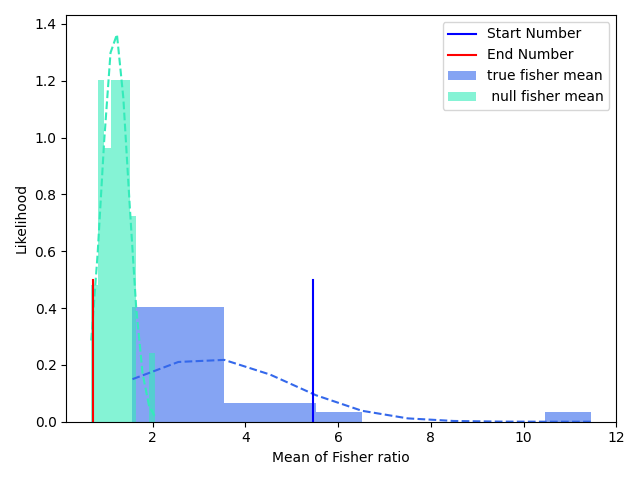 1.4
1.2
1.0
0.8
0.6
0.4
0.2
0.0
Likelihood
Start Number
End Number
true fisher mean
null fisher mean
2 4 6 8 10 12
Mean of Fisher ratio